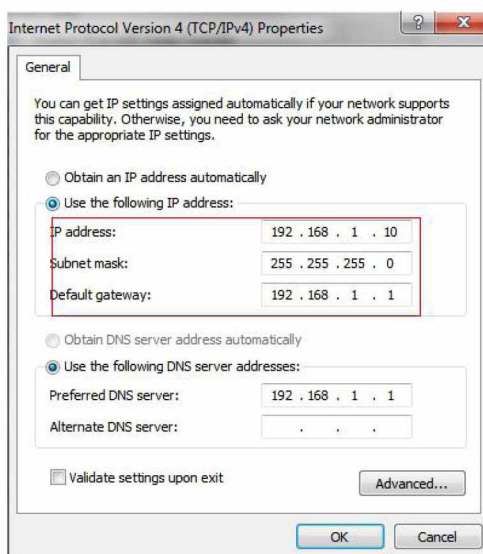 Internet Protocol Version 4 (TCP/IPv4) Properties
General
You can get IP settings assigned automatically if your network supports
this capability. Otherwise, you need to ask your network administrator
for the appropriate IP settings.
Obtain an IP address automatically
Use the following IP address:
IP address: 192 . 168 . 1 . 10
Subnet mask: 255 . 255 . 255 . 0
Default gateway: 192 . 168 . 1 . 1
Obtain DNS server address automatically
Use the following DNS server addresses:
Preferred DNS server: 192 . 168 . 1 . 1
Alternate DNS server: . . .
Validate settings upon exit
Advanced...
OK Cancel